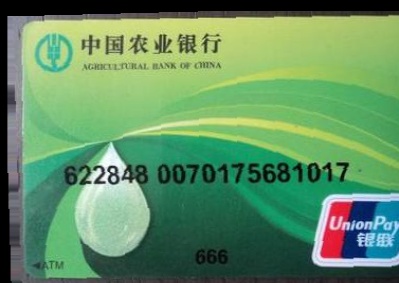 中国农业银行
AGRICULTURAL BANK OF CHINA
622848 0070175681017
UnionPay
银联
666
◄ATM